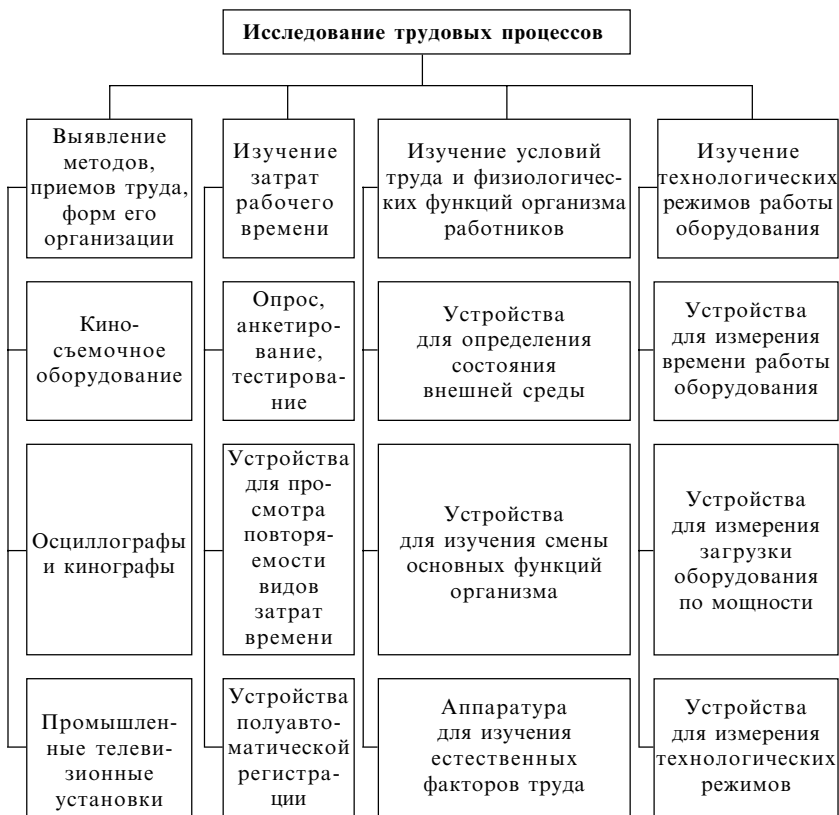 Исследование трудовых процессов
Выявление
методов,
приемов труда,
форм его
организации
Изучение
затрат
рабочего
времени
Изучение условий
труда и физиологичес-
ких функций организма
работников
Изучение
технологических
режимов работы
оборудования
Кино-
съемочное
оборудование
Опрос,
анкетиро-
вание,
тестирова-
ние
Устройства
для определения
состояния
внешней среды
Устройства
для измерения
времени работы
оборудования
Осциллографы
и кинографы
Устройства
для про-
смотра
повторя-
емости
видов
затрат
времени
Устройства
для изучения смены
основных функций
организма
Устройства
для измерения
загрузки
оборудования
по мощности
Промышлен-
ные телеви-
зионные
установки
Устройства
полуавто-
матической
регистра-
ции
Аппаратура
для изучения
естественных
факторов труда
Устройства
для измерения
технологических
режимов